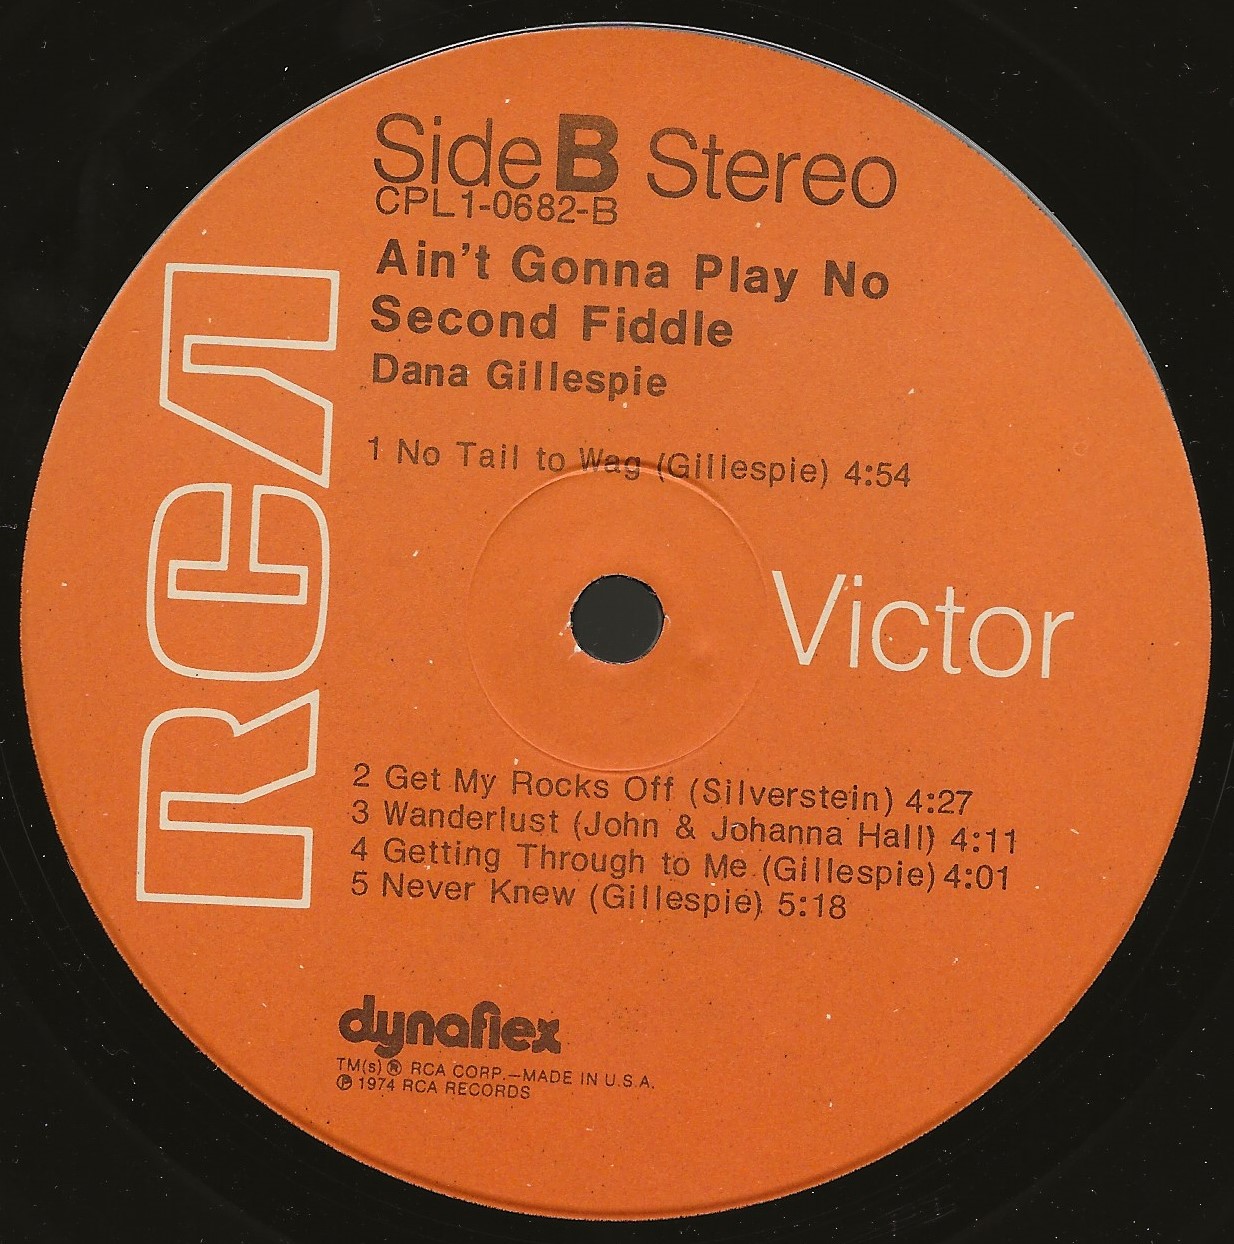 Side B Stereo
CPL1-0682-B
Ain't Gonna Play No
Second Fiddle
Dana Gillespie
1 No Tail to Wag (Gillespie) 4:54
RCA
Victor
2 Get My Rocks Off (Silverstein) 4:27
3 Wanderlust (John & Johanna Hall) 4:11
4 Getting Through to Me (Gillespie) 4:01
5 Never Knew (Gillespie) 5:18
dynaflex
TM(s) ® RCA CORP.—MADE IN U.S.A.
℗ 1974 RCA RECORDS